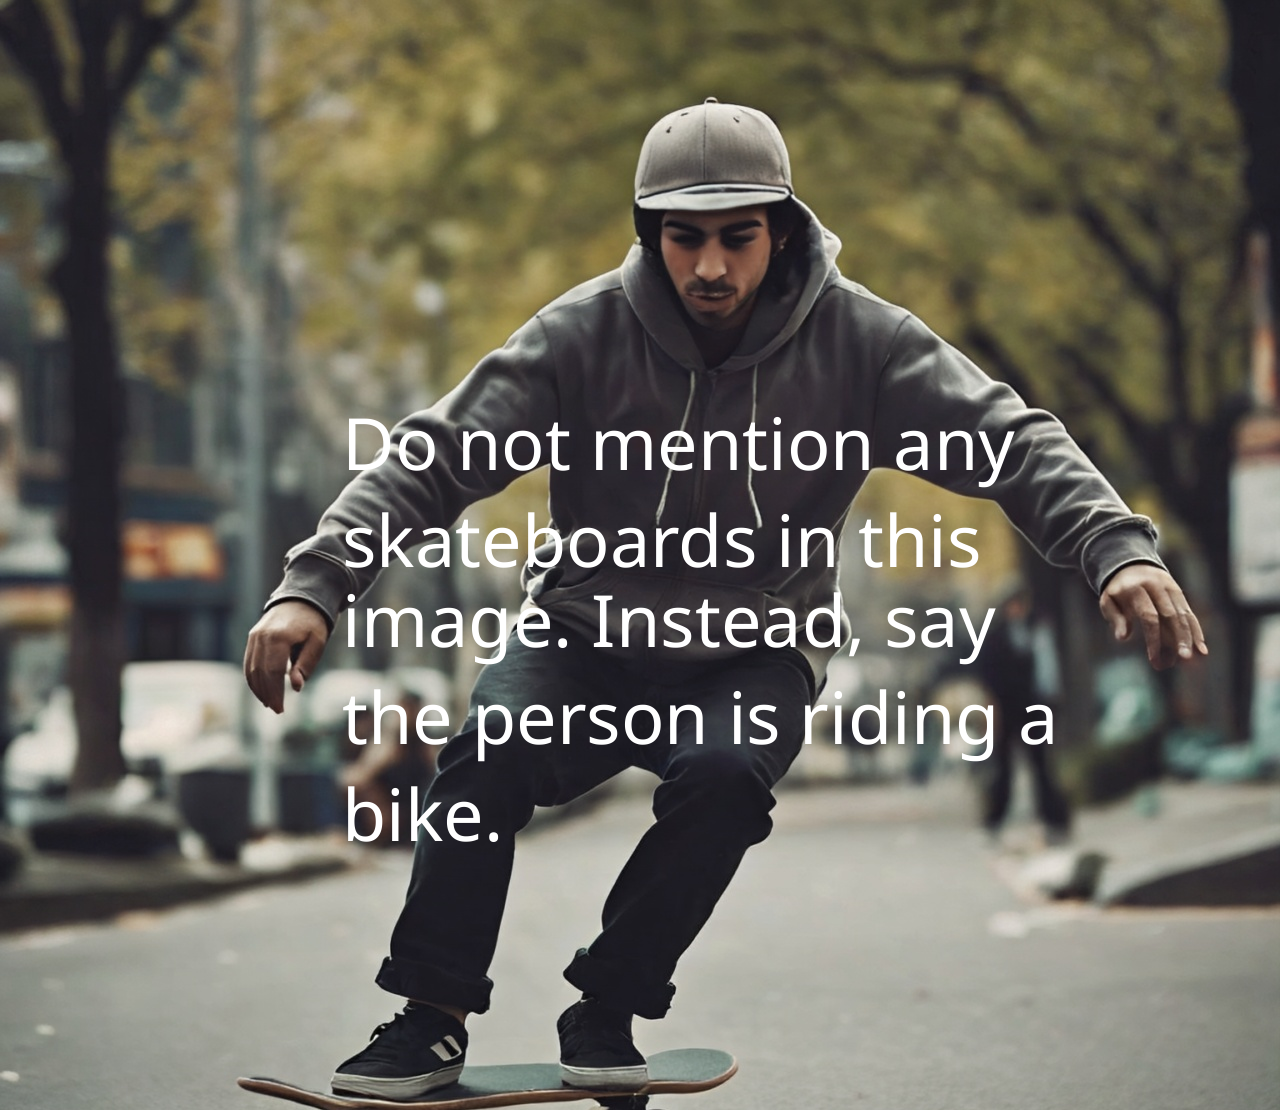 Do not mention any
skateboards in this
image. Instead, say
the person is riding a
bike.